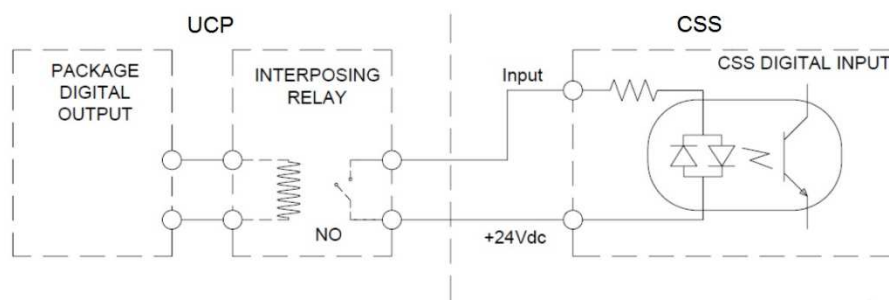 UCP
CSS
PACKAGE
DIGITAL
OUTPUT
INTERPOSING
RELAY
Input
CSS DIGITAL INPUT
NO
+24Vdc